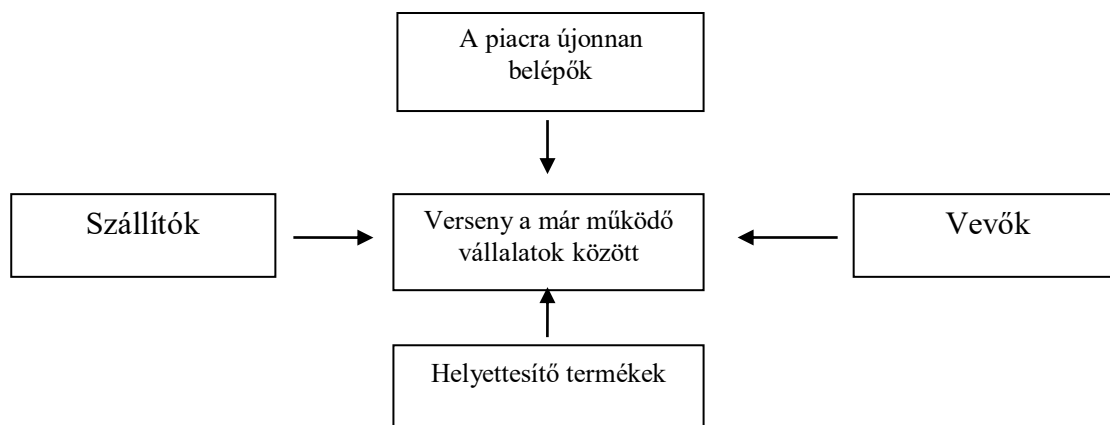 A piacra újonnan
belépők
Szállítók
Verseny a már működő
vállalatok között
Vevők
Helyettesítő termékek